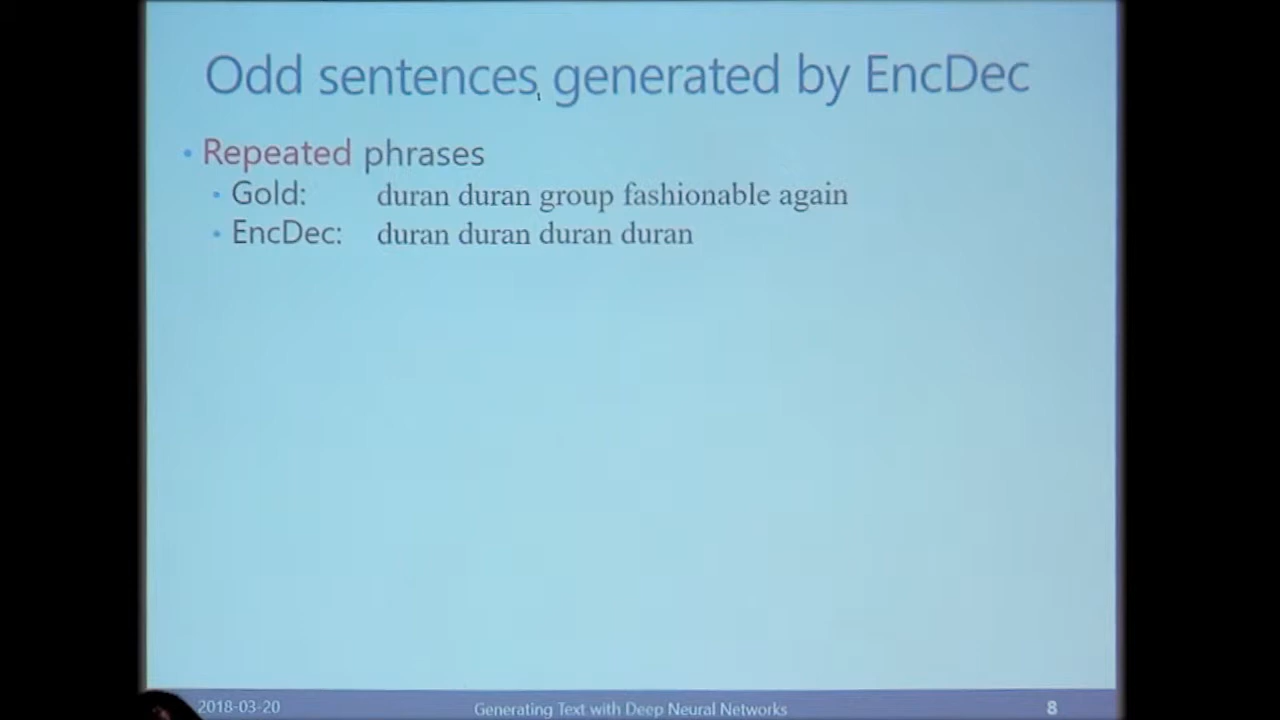 Odd sentences generated by EncDec
• Repeated phrases
• Gold: duran duran group fashionable again
• EncDec: duran duran duran duran
2018-03-20 Generating Text with Deep Neural Networks 8